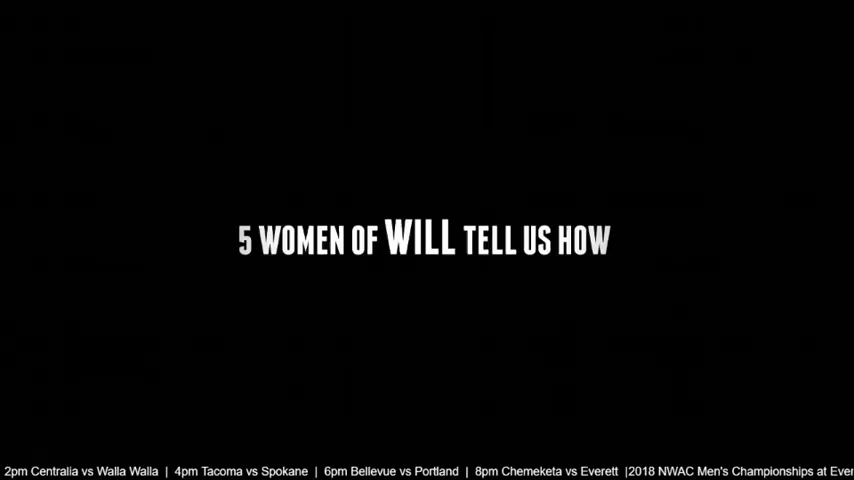 5 WOMEN OF WILL TELL US HOW
2pm Centralia vs Walla Walla | 4pm Tacoma vs Spokane | 6pm Bellevue vs Portland | 8pm Chemeketa vs Everett |2018 NWAC Men's Championships at Ever